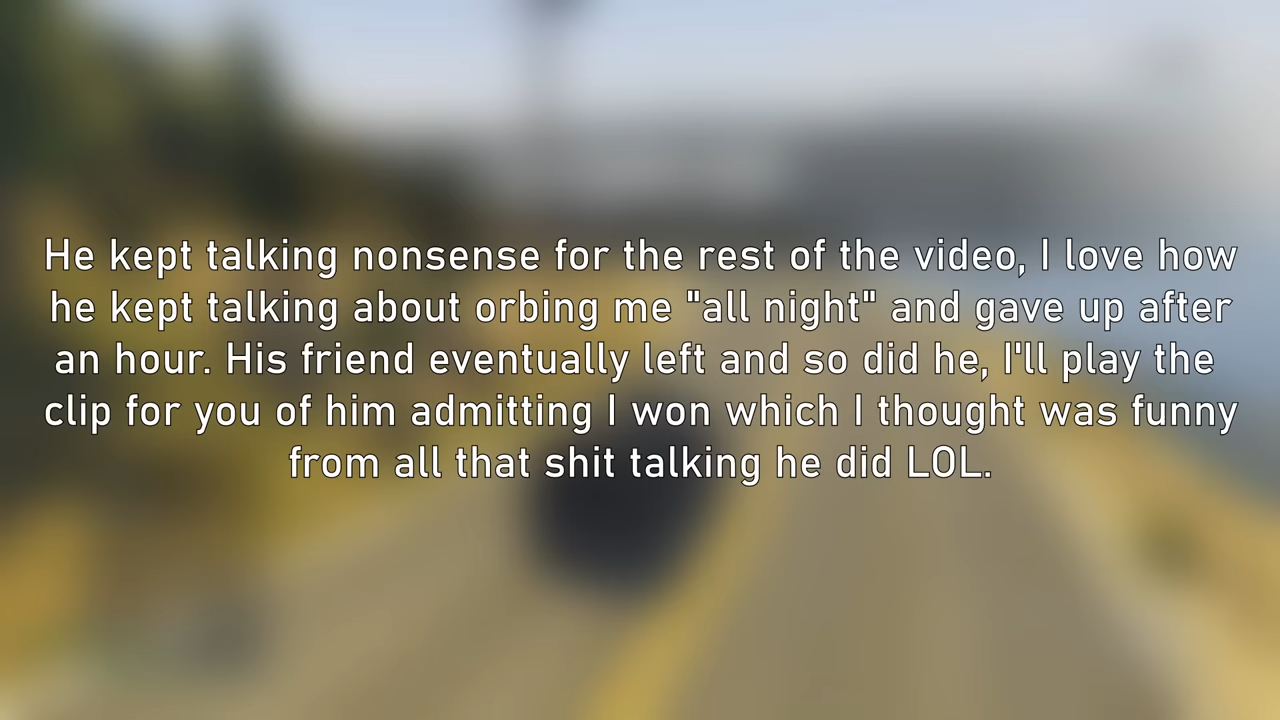 He kept talking nonsense for the rest of the video, I love how
he kept talking about orbing me "all night" and gave up after
an hour. His friend eventually left and so did he, I'll play the
clip for you of him admitting I won which I thought was funny
from all that shit talking he did LOL.